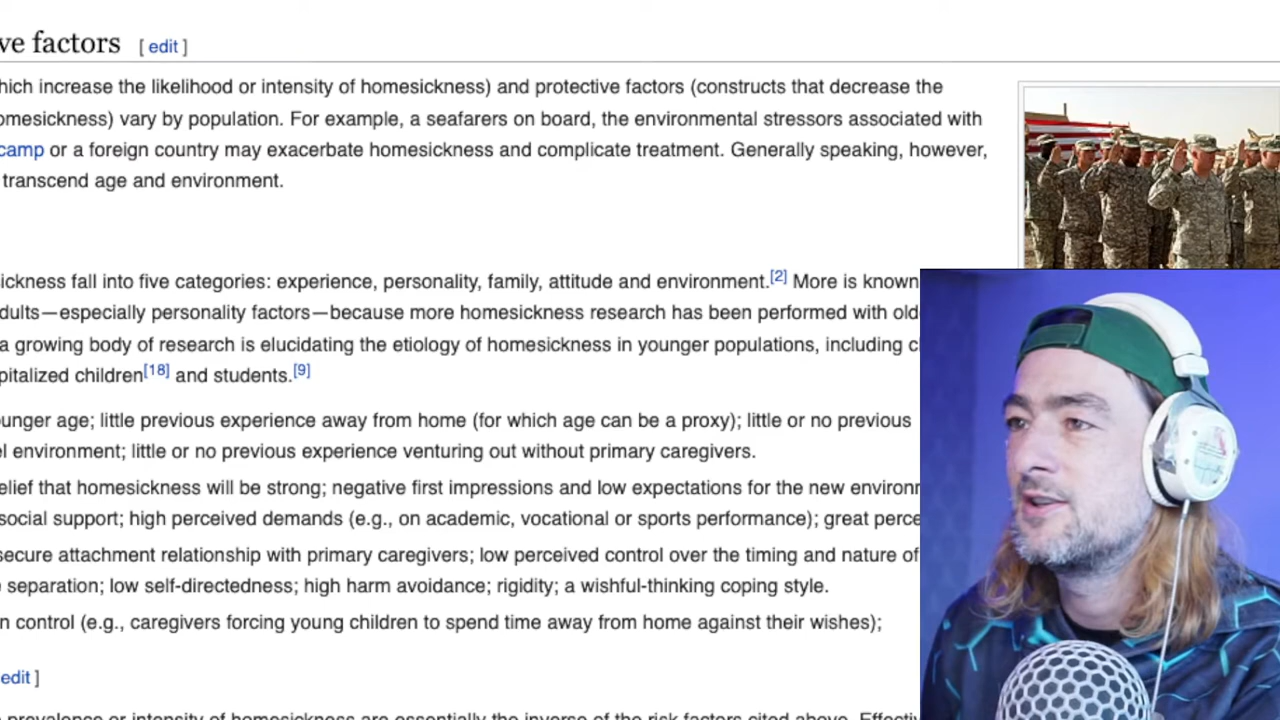 ve factors [ edit ]
hich increase the likelihood or intensity of homesickness) and protective factors (constructs that decrease the
omesickness) vary by population. For example, a seafarers on board, the environmental stressors associated with
camp or a foreign country may exacerbate homesickness and complicate treatment. Generally speaking, however,
transcend age and environment.
ickness fall into five categories: experience, personality, family, attitude and environment.[2] More is known
dults—especially personality factors—because more homesickness research has been performed with old
a growing body of research is elucidating the etiology of homesickness in younger populations, including c
pitalized children[18] and students.[9]
ounger age; little previous experience away from home (for which age can be a proxy); little or no previous
el environment; little or no previous experience venturing out without primary caregivers.
elief that homesickness will be strong; negative first impressions and low expectations for the new environ
social support; high perceived demands (e.g., on academic, vocational or sports performance); great perce
secure attachment relationship with primary caregivers; low perceived control over the timing and nature of
e separation; low self-directedness; high harm avoidance; rigidity; a wishful-thinking coping style.
n control (e.g., caregivers forcing young children to spend time away from home against their wishes);
edit ]
prevalence or intensity of homesickness are essentially the inverse of the risk factors cited above. Effecti